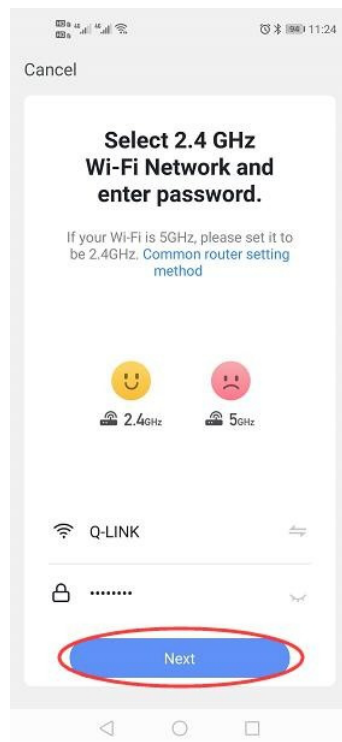 94 11:24
Cancel
Select 2.4 GHz
Wi-Fi Network and
enter password.
If your Wi-Fi is 5GHz, please set it to
be 2.4GHz. Common router setting
method
2.4GHz 5GHz
Q-LINK
••••••••
Next